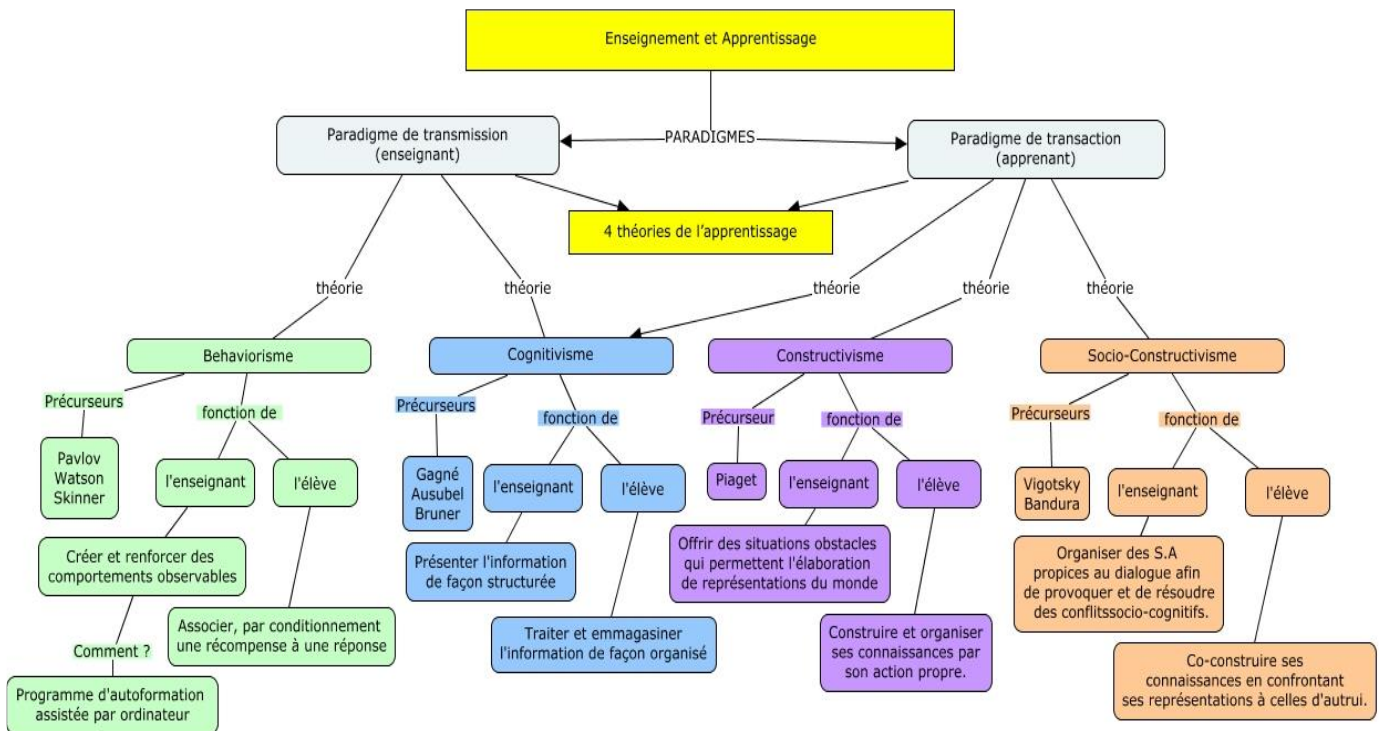 Enseignement et Apprentissage
PARADIGMES
Paradigme de transmission
(enseignant)
Paradigme de transaction
(apprenant)
4 théories de l'apprentissage
théorie
théorie
théorie
théorie
théorie
Behaviorisme
Précurseurs
Pavlov
Watson
Skinner
fonction de
l'enseignant
l'élève
Créer et renforcer des
comportements observables
Associer, par conditionnement
une récompense à une réponse
Comment ?
Programme d'autoformation
assistée par ordinateur
Cognitivisme
Précurseurs
Gagné
Ausubel
Bruner
fonction de
l'enseignant
l'élève
Présenter l'information
de façon structurée
Traiter et emmagasiner
l'information de façon organisé
Constructivisme
Précurseur
Piaget
fonction de
l'enseignant
l'élève
Offrir des situations obstacles
qui permettent l'élaboration
de représentations du monde
Construire et organiser
ses connaissances par
son action propre.
Socio-Constructivisme
Précurseurs
Vigotsky
Bandura
fonction de
l'enseignant
l'élève
Organiser des S.A
propices au dialogue afin
de provoquer et de résoudre
des conflitssocio-cognitifs.
Co-construire ses
connaissances en confrontant
ses représentations à celles d'autrui.